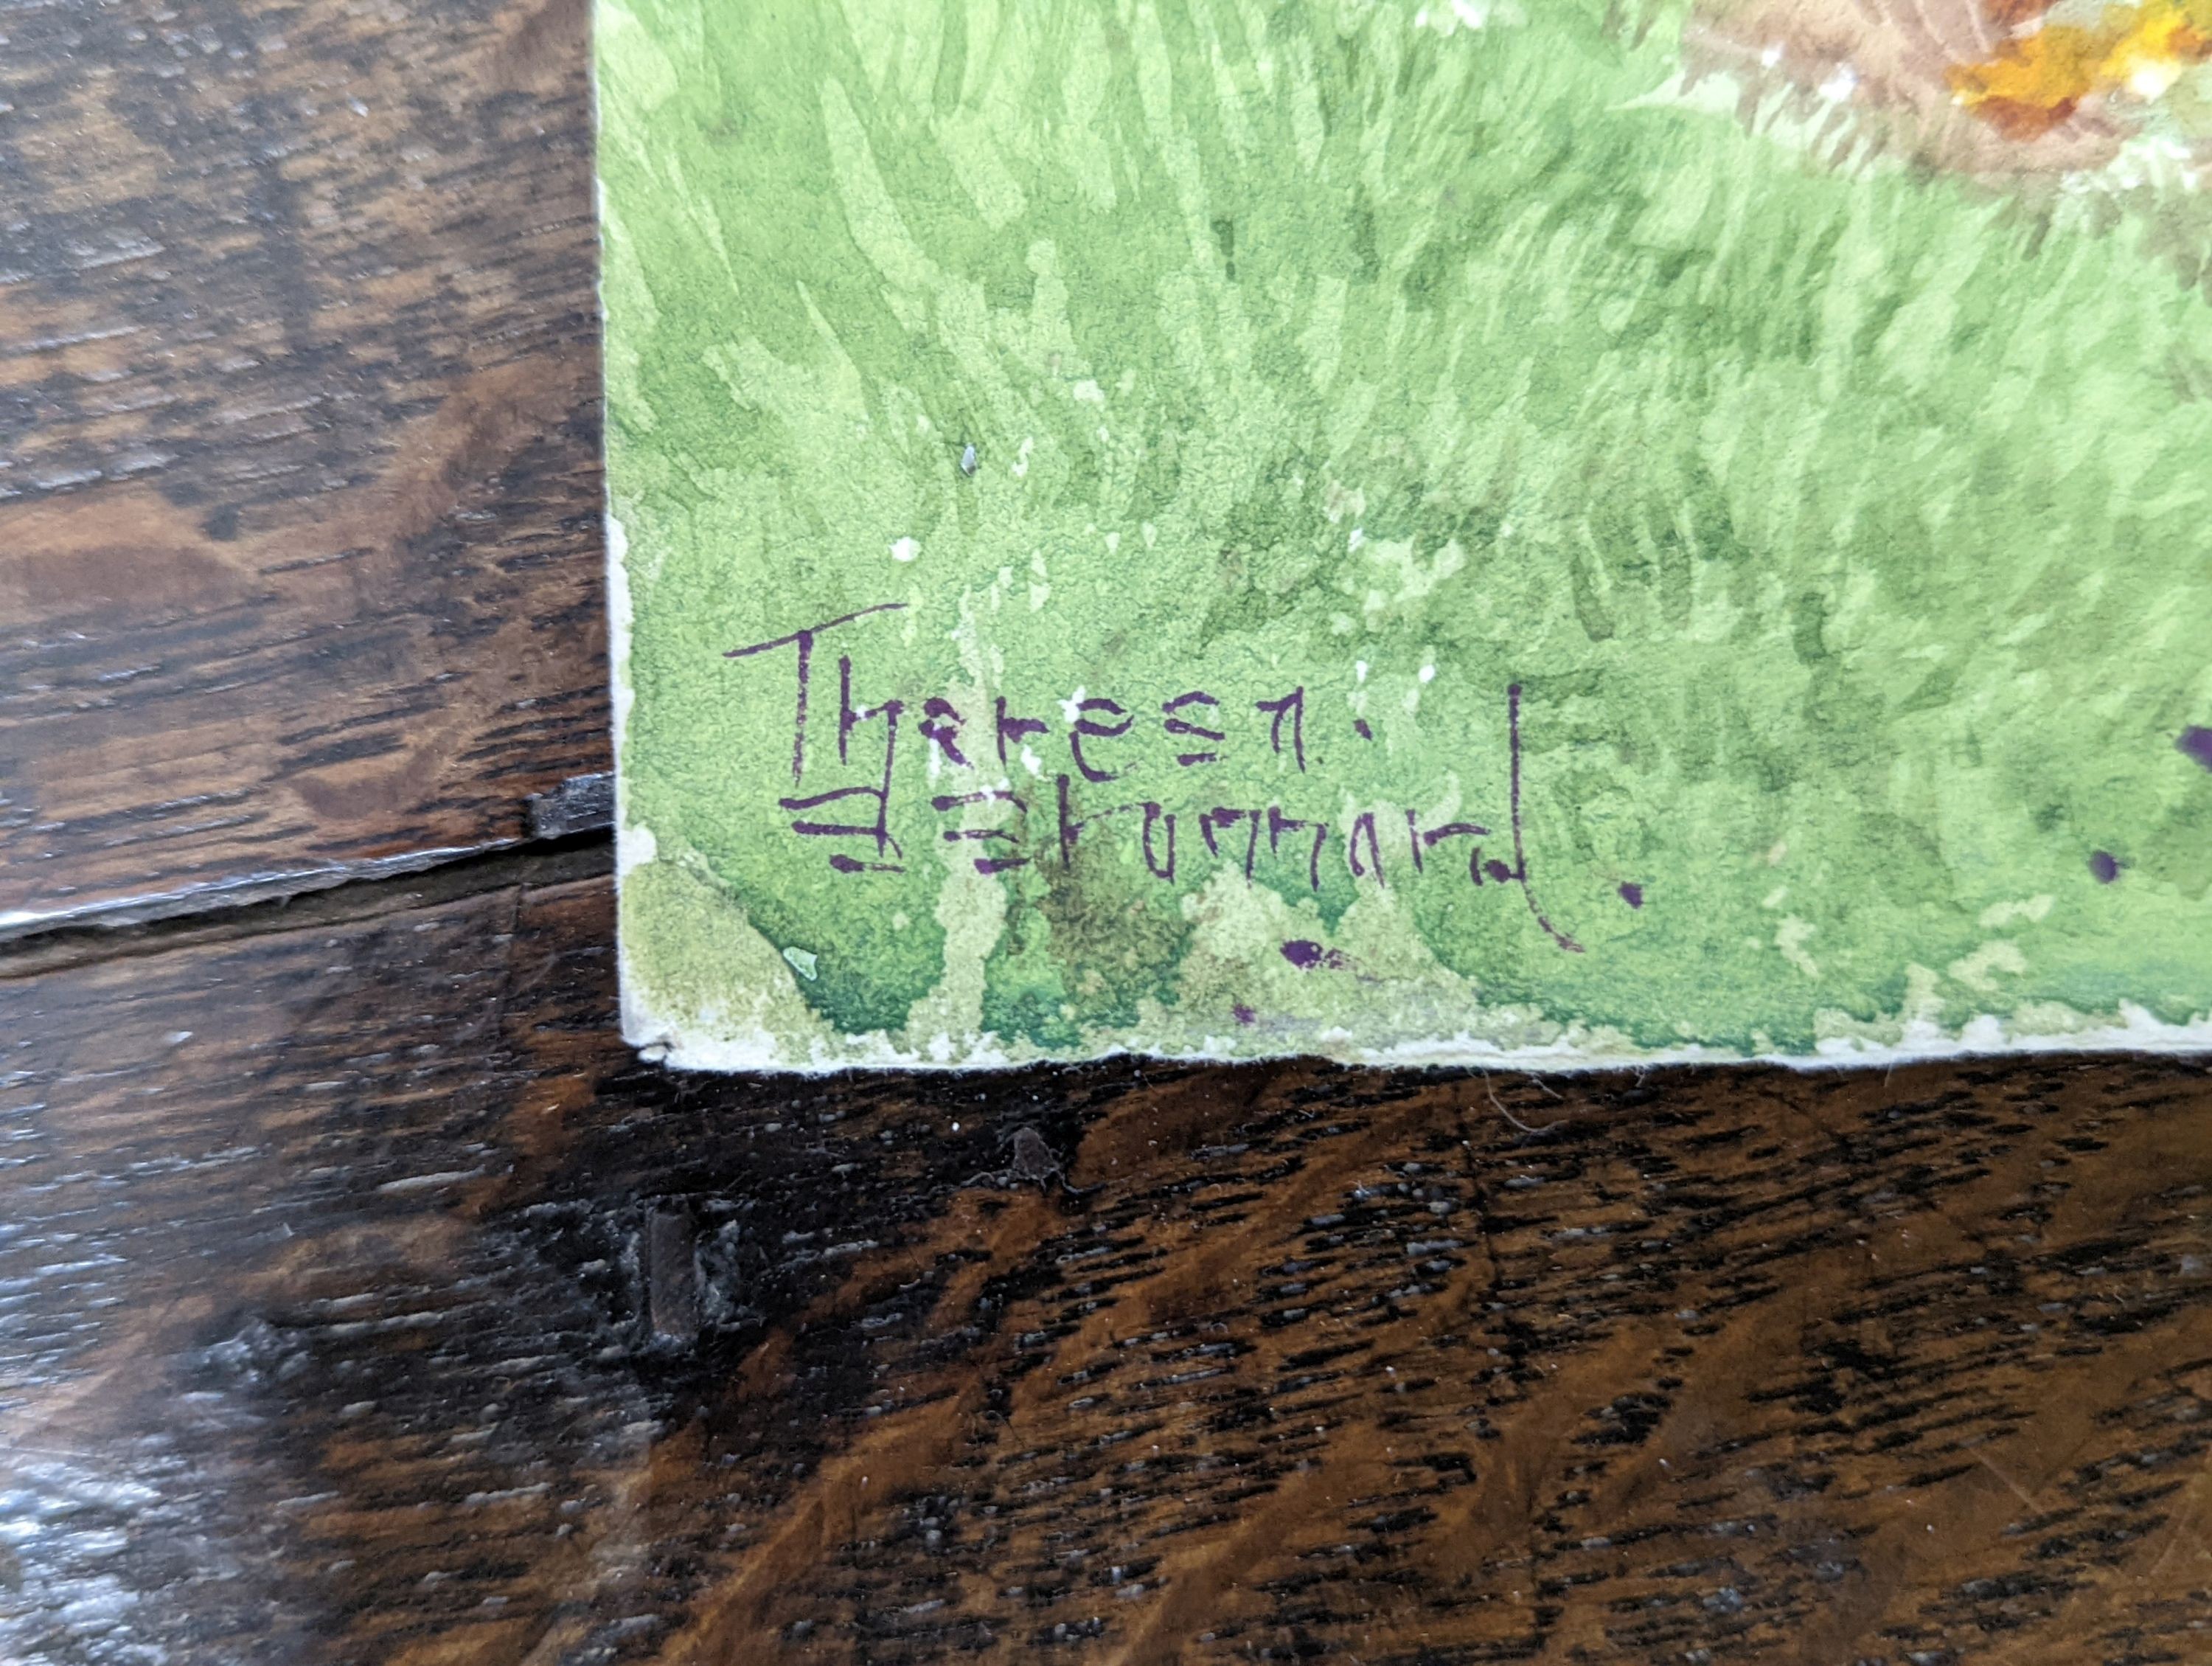 Theresa.
S Stannard.